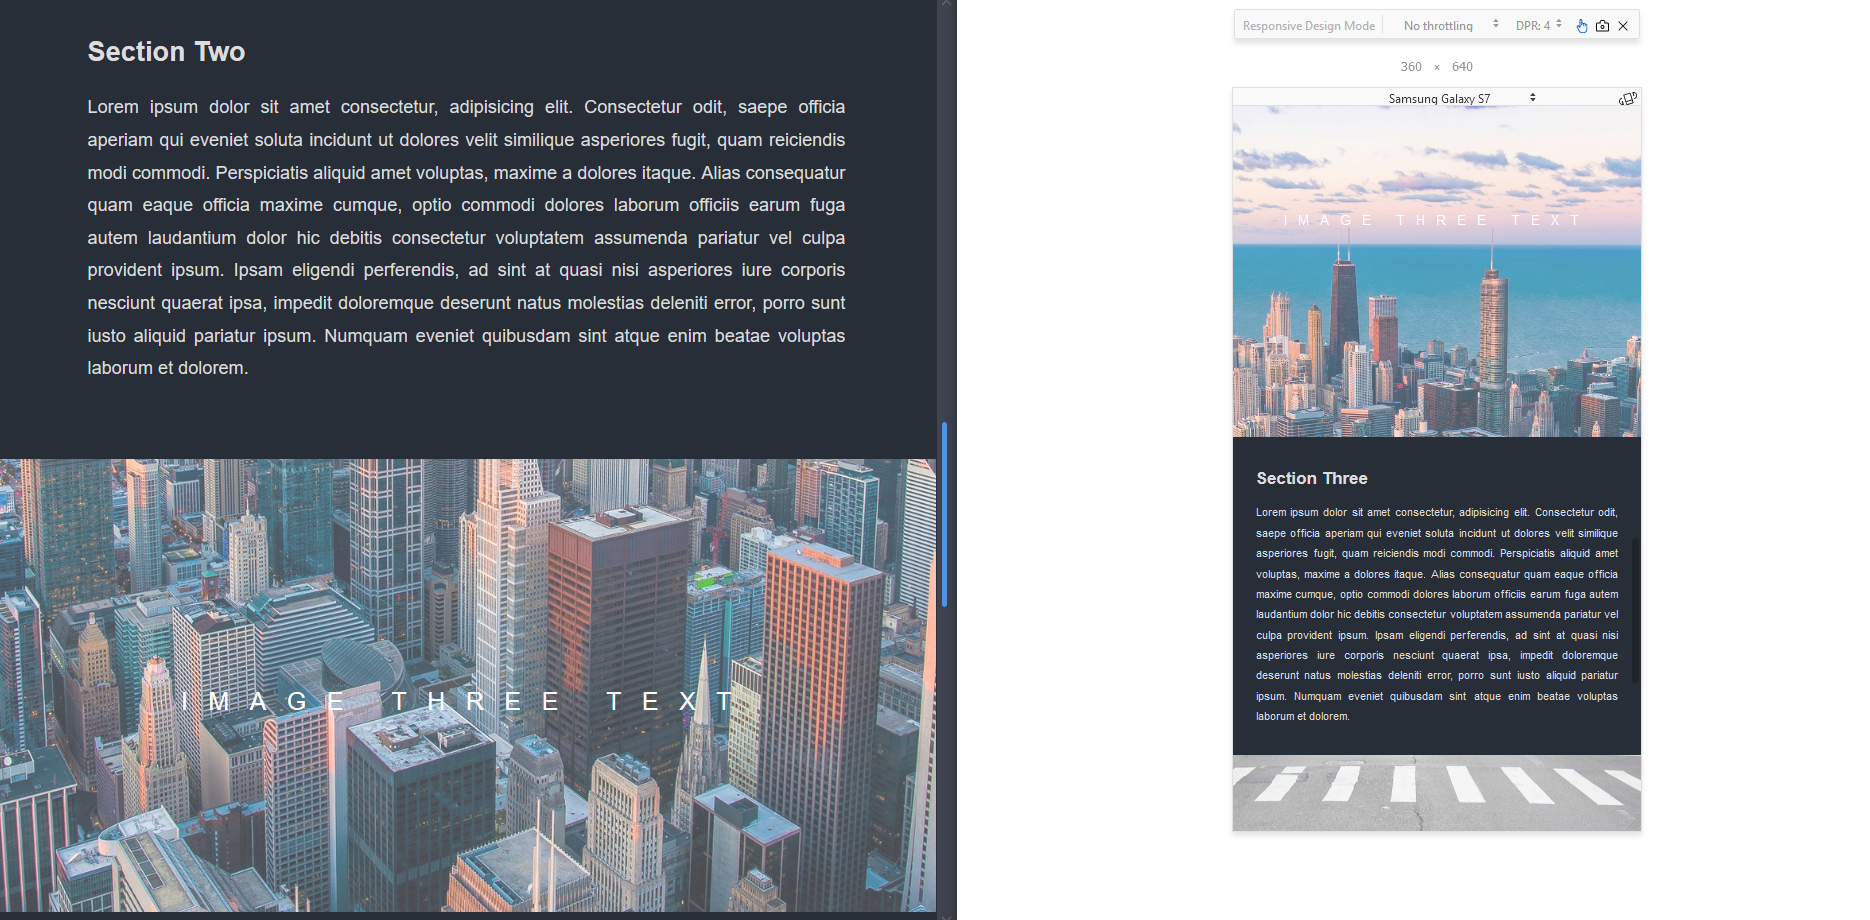 Section Two
Lorem ipsum dolor sit amet consectetur, adipisicing elit. Consectetur odit, saepe officia
aperiam qui eveniet soluta incidunt ut dolores velit similique asperiores fugit, quam reiciendis
modi commodi. Perspiciatis aliquid amet voluptas, maxime a dolores itaque. Alias consequatur
quam eaque officia maxime cumque, optio commodi dolores laborum officiis earum fuga
autem laudantium dolor hic debitis consectetur voluptatem assumenda pariatur vel culpa
provident ipsum. Ipsam eligendi perferendis, ad sint at quasi nisi asperiores iure corporis
nesciunt quaerat ipsa, impedit doloremque deserunt natus molestias deleniti error, porro sunt
iusto aliquid pariatur ipsum. Numquam eveniet quibusdam sint atque enim beatae voluptas
laborum et dolorem.
IMAGE THREE TEXT
Responsive Design Mode No throttling DPR: 4
360 × 640
Samsung Galaxy S7
IMAGE THREE TEXT
Section Three
Lorem ipsum dolor sit amet consectetur, adipisicing elit. Consectetur odit,
saepe officia aperiam qui eveniet soluta incidunt ut dolores velit similique
asperiores fugit, quam reiciendis modi commodi. Perspiciatis aliquid amet
voluptas, maxime a dolores itaque. Alias consequatur quam eaque officia
maxime cumque, optio commodi dolores laborum officiis earum fuga autem
laudantium dolor hic debitis consectetur voluptatem assumenda pariatur vel
culpa provident ipsum. Ipsam eligendi perferendis, ad sint at quasi nisi
asperiores iure corporis nesciunt quaerat ipsa, impedit doloremque
deserunt natus molestias deleniti error, porro sunt iusto aliquid pariatur
ipsum. Numquam eveniet quibusdam sint atque enim beatae voluptas
laborum et dolorem.